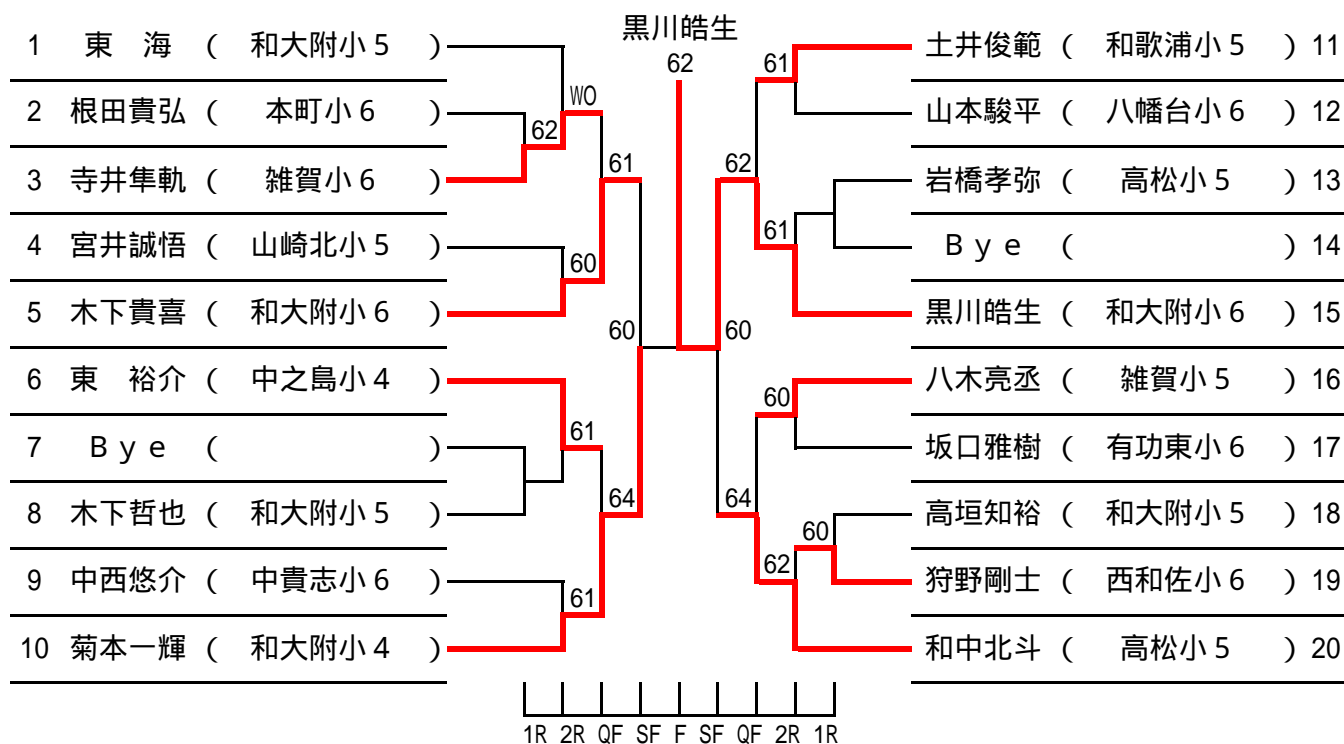 黒川皓生
62
1 東 海 ( 和大附小5 )
2 根田貴弘 ( 本町小6 )
3 寺井隼軌 ( 雑賀小6 )
4 宮井誠悟 ( 山崎北小5 )
5 木下貴喜 ( 和大附小6 )
6 東 裕介 ( 中之島小4 )
7 Bye ( )
8 木下哲也 ( 和大附小5 )
9 中西悠介 ( 中貴志小6 )
10 菊本一輝 ( 和大附小4 )
62
WO
60
61
61
61
64
60
60
62
64
61
61
60
62
60
土井俊範 ( 和歌浦小5 ) 11
山本駿平 ( 八幡台小6 ) 12
岩橋孝弥 ( 高松小5 ) 13
Bye ( ) 14
黒川皓生 ( 和大附小6 ) 15
八木亮丞 ( 雑賀小5 ) 16
坂口雅樹 ( 有功東小6 ) 17
高垣知裕 ( 和大附小5 ) 18
狩野剛士 ( 西和佐小6 ) 19
和中北斗 ( 高松小5 ) 20
1R 2R QF SF F SF QF 2R 1R